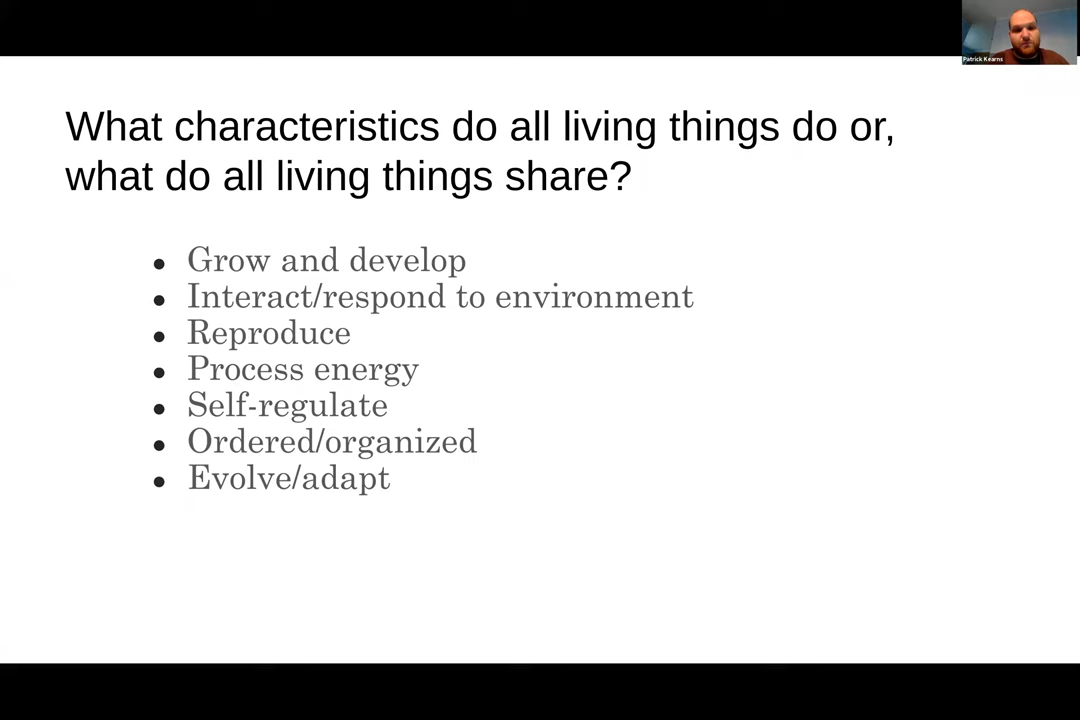 Patrick Kearns
What characteristics do all living things do or,
what do all living things share?
● Grow and develop
● Interact/respond to environment
● Reproduce
● Process energy
● Self-regulate
● Ordered/organized
● Evolve/adapt